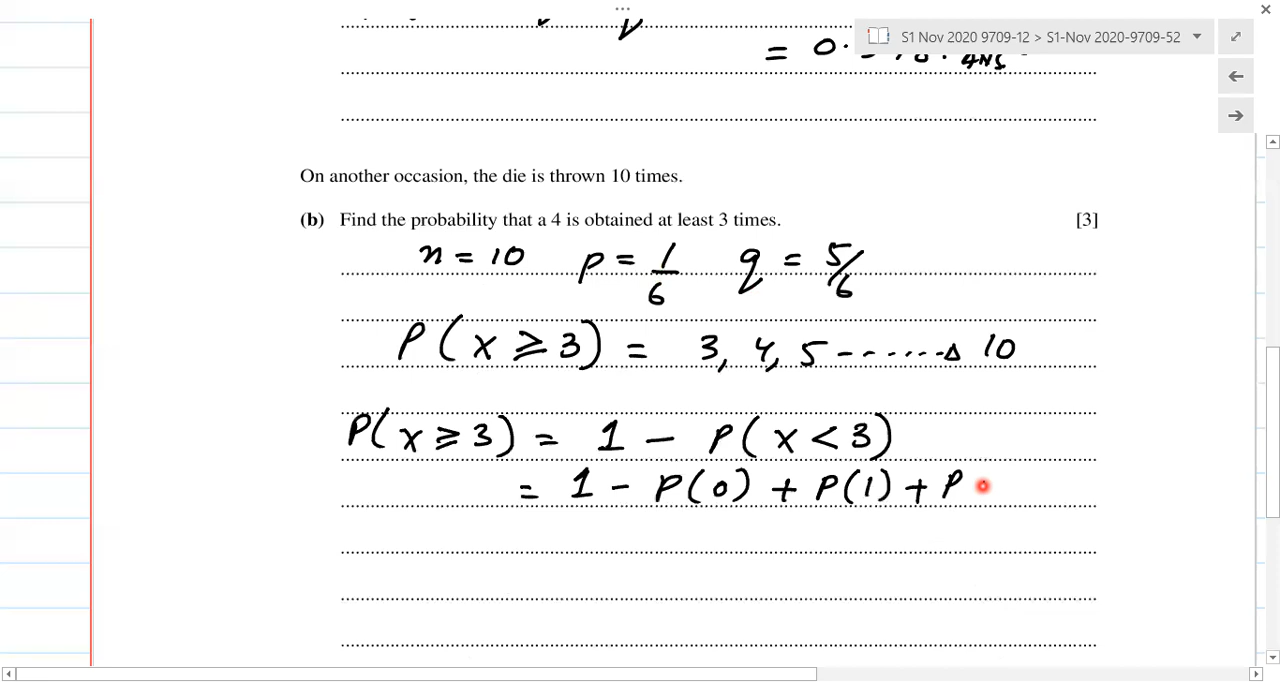 S1 Nov 2020 9709-12 > S1-Nov 2020-9709-52
= 0.
On another occasion, the die is thrown 10 times.
(b) Find the probability that a 4 is obtained at least 3 times. [3]
n = 10 p = 1/6 q = 5/6
P(x ≥ 3) = 3, 4, 5 ------- 10
P(x ≥ 3) = 1 - P(x < 3)
= 1 - P(0) + P(1) + P